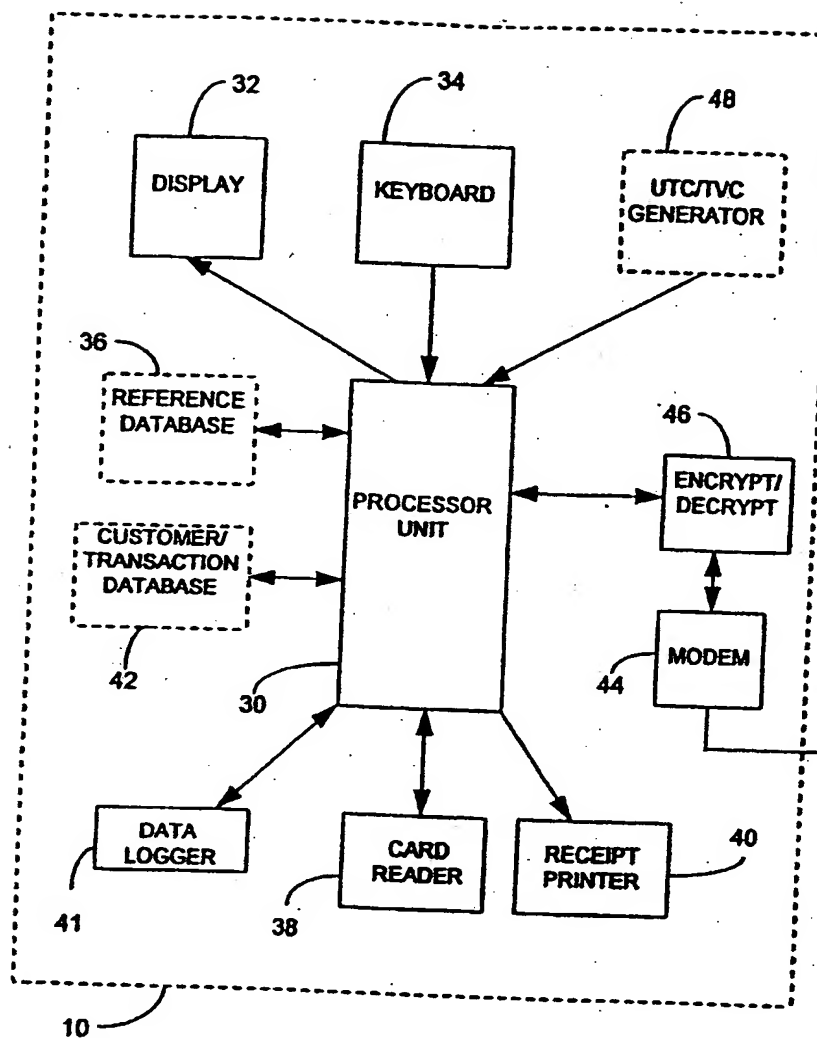 32
34
48
DISPLAY
KEYBOARD
UTC/TVC
GENERATOR
36
REFERENCE
DATABASE
46
ENCRYPT/
DECRYPT
PROCESSOR
UNIT
CUSTOMER/
TRANSACTION
DATABASE
MODEM
42
30
44
DATA
LOGGER
CARD
READER
RECEIPT
PRINTER
40
41
38
10